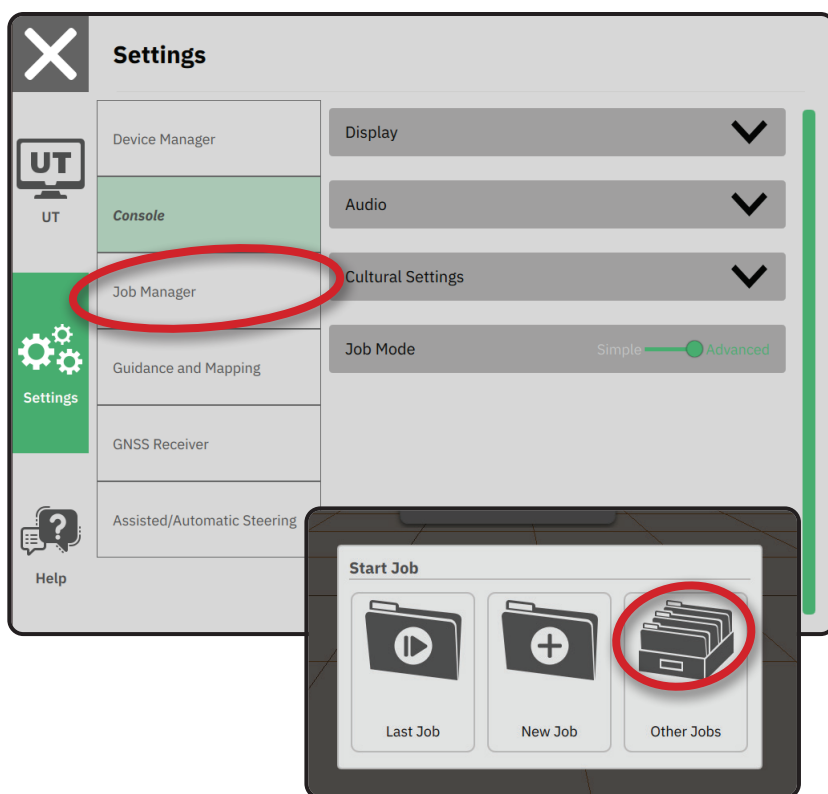 Settings
UT
UT
Settings
Help
Device Manager
Console
Job Manager
Guidance and Mapping
GNSS Receiver
Assisted/Automatic Steering
Display
Audio
Cultural Settings
Job Mode Simple Advanced
Start Job
Last Job New Job Other Jobs